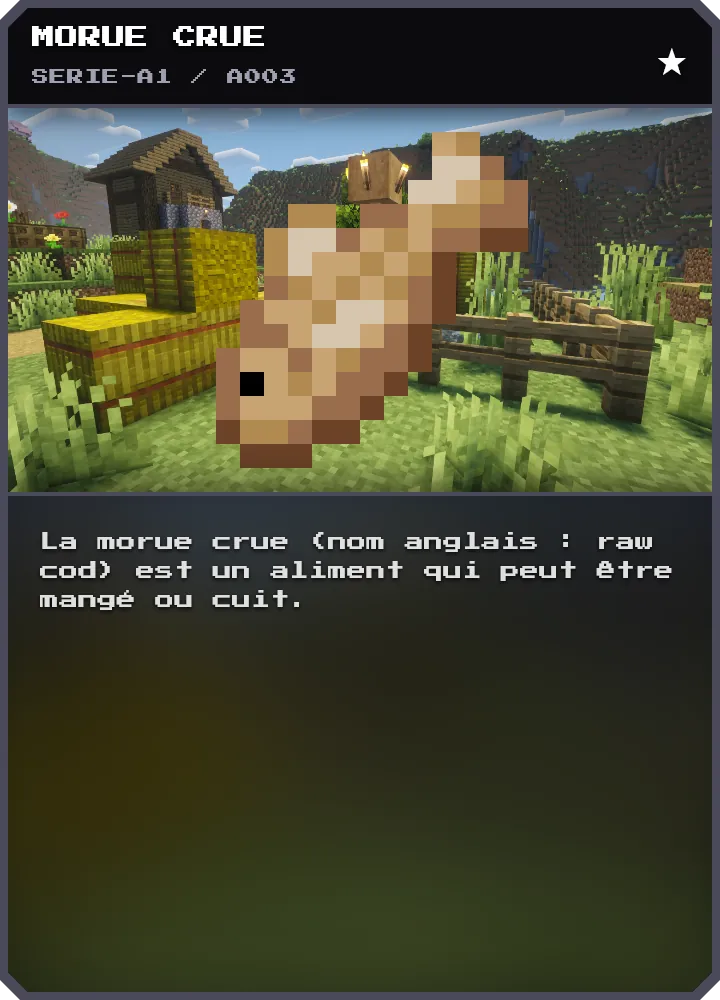 MORUE CRUE
SERIE-A1 / A003
La morue crue (nom anglais : raw
cod) est un aliment qui peut être
mangé ou cuit.